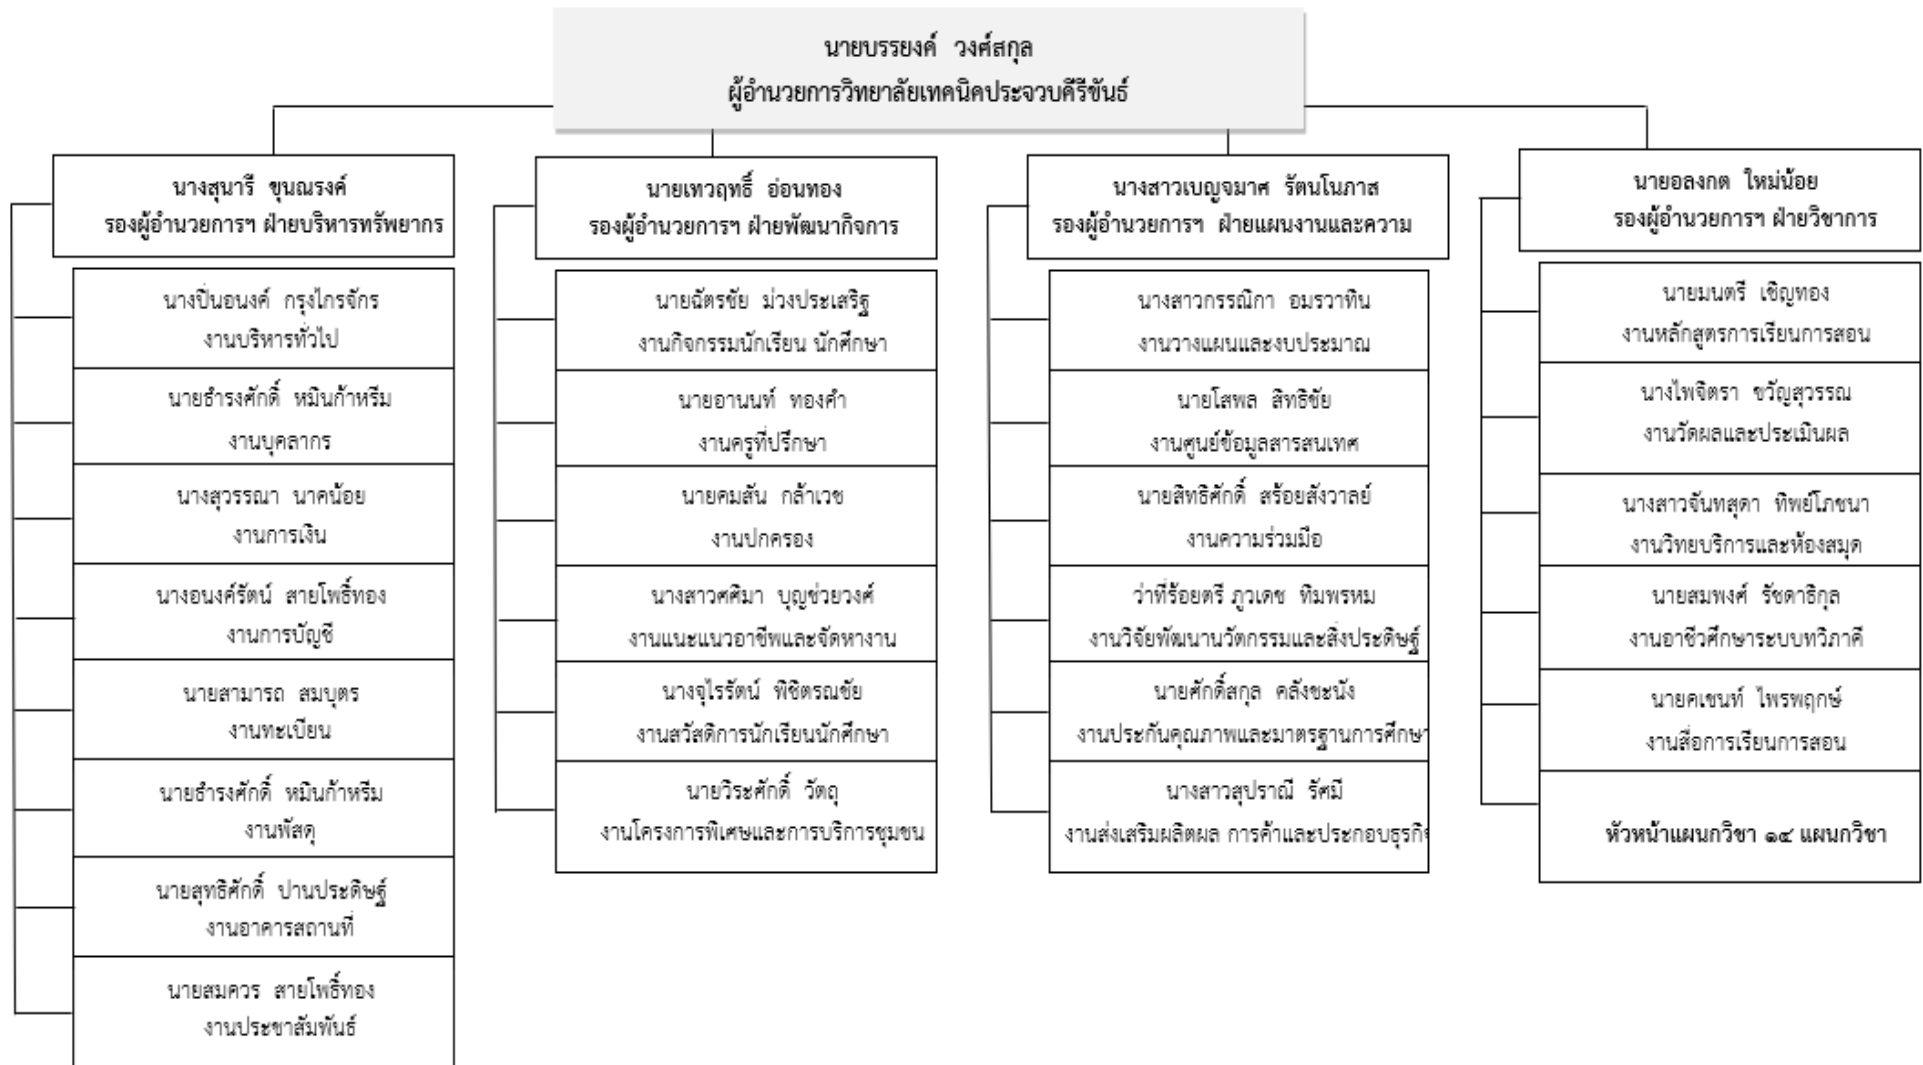 นายบรรยงค์ วงศ์สกุล
ผู้อำนวยการวิทยาลัยเทคนิคประจวบคีรีขันธ์
นางสุนารี ขุนณรงค์
รองผู้อำนวยการฯ ฝ่ายบริหารทรัพยากร
นางปิ่นอนงค์ กรุงไกรจักร
งานบริหารทั่วไป
นายธำรงศักดิ์ หมินก้าหรีม
งานบุคลากร
นางสุวรรณา นาคน้อย
งานการเงิน
นางอนงค์รัตน์ สายโพธิ์ทอง
งานการบัญชี
นายสามารถ สมบุตร
งานทะเบียน
นายธำรงศักดิ์ หมินก้าหรีม
งานพัสดุ
นายสุทธิศักดิ์ ปานประดิษฐ์
งานอาคารสถานที่
นายสมควร สายโพธิ์ทอง
งานประชาสัมพันธ์
นายเทวฤทธิ์ อ่อนทอง
รองผู้อำนวยการฯ ฝ่ายพัฒนากิจการ
นายฉัตรชัย ม่วงประเสริฐ
งานกิจกรรมนักเรียน นักศึกษา
นายอานนท์ ทองคำ
งานครูที่ปรึกษา
นายคมสัน กล้าเวช
งานปกครอง
นางสาวศศิมา บุญช่วยวงศ์
งานแนะแนวอาชีพและจัดหางาน
นางจุไรรัตน์ พิชิตรณชัย
งานสวัสดิการนักเรียนนักศึกษา
นายวิระศักดิ์ วัตถุ
งานโครงการพิเศษและการบริการชุมชน
นางสาวเบญจมาศ รัตนโนภาส
รองผู้อำนวยการฯ ฝ่ายแผนงานและความ
นางสาวกรรณิกา อมรวาทิน
งานวางแผนและงบประมาณ
นายโสพล สิทธิชัย
งานศูนย์ข้อมูลสารสนเทศ
นายสิทธิศักดิ์ สร้อยสังวาลย์
งานความร่วมมือ
ว่าที่ร้อยตรี ภูวเดช ทิมพรหม
งานวิจัยพัฒนานวัตกรรมและสิ่งประดิษฐ์
นายศักดิ์สกุล คลังชะนัง
งานประกันคุณภาพและมาตรฐานการศึกษา
นางสาวสุปราณี รัศมี
งานส่งเสริมผลิตผล การค้าและประกอบธุรกิจ
นายอลงกต ใหม่น้อย
รองผู้อำนวยการฯ ฝ่ายวิชาการ
นายมนตรี เชิญทอง
งานหลักสูตรการเรียนการสอน
นางไพจิตรา ขวัญสุวรรณ
งานวัดผลและประเมินผล
นางสาวจันทสุดา ทิพย์โภชนา
งานวิทยบริการและห้องสมุด
นายสมพงศ์ รัชดาธิกุล
งานอาชีวศึกษาระบบทวิภาคี
นายคเชนท์ ไพรพฤกษ์
งานสื่อการเรียนการสอน
หัวหน้าแผนกวิชา ๑๔ แผนกวิชา